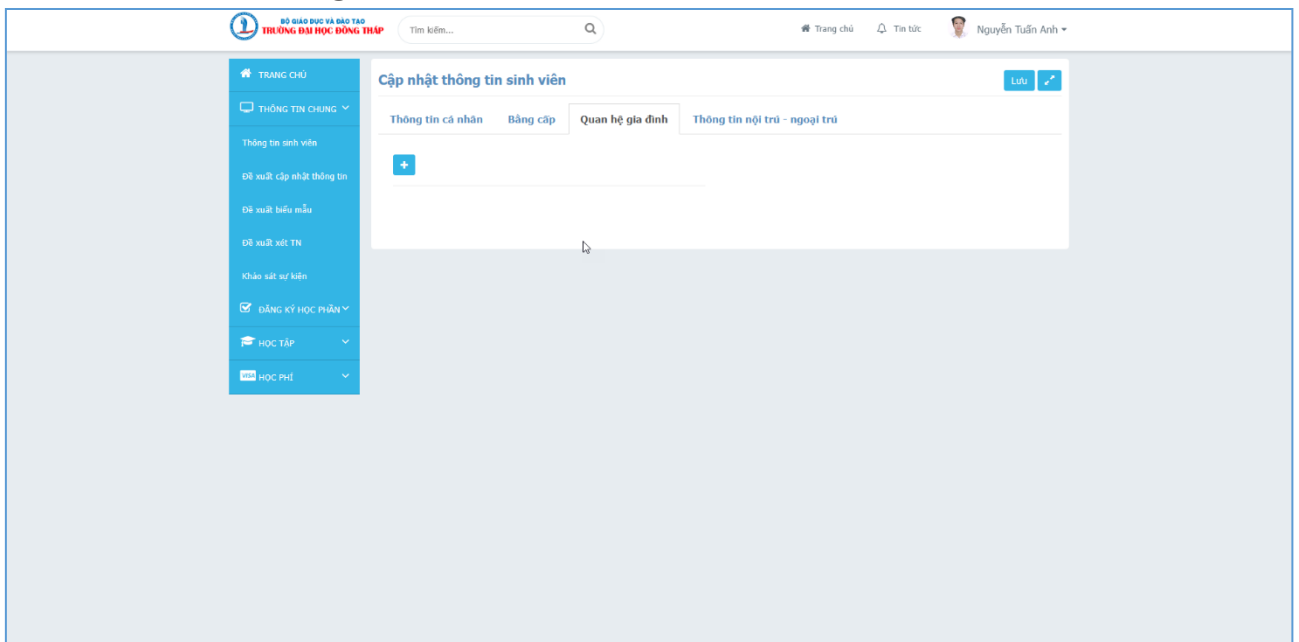 BỘ GIÁO DỤC VÀ ĐÀO TẠO
TRƯỜNG ĐẠI HỌC ĐỒNG THÁP
Tìm kiếm...
Trang chủ
Tin tức
Nguyễn Tuấn Anh
TRANG CHỦ
THÔNG TIN CHUNG
Thông tin sinh viên
Đề xuất cập nhật thông tin
Đề xuất biểu mẫu
Đề xuất xét TN
Khảo sát sự kiện
ĐĂNG KÝ HỌC PHẦN
HỌC TẬP
VISA HỌC PHÍ
Cập nhật thông tin sinh viên
Lưu
Thông tin cá nhân
Bằng cấp
Quan hệ gia đình
Thông tin nội trú - ngoại trú
+